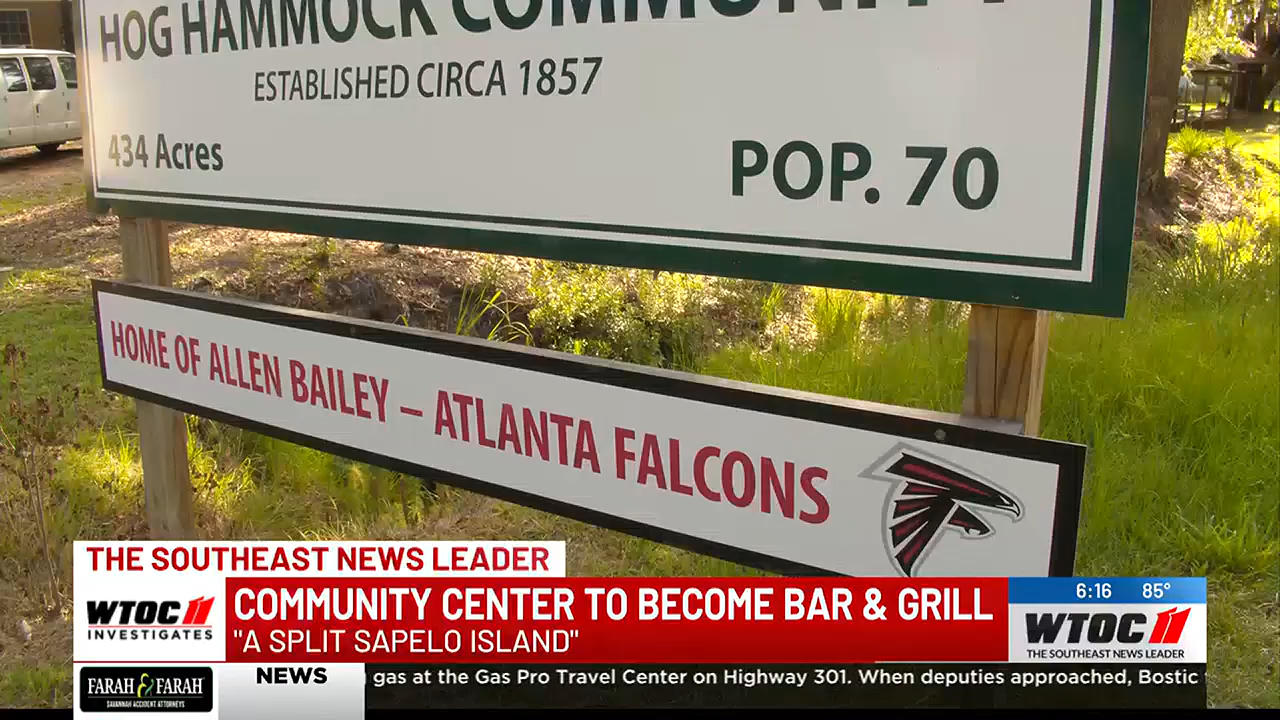 HOG HAMMOCK COMMUNITY
ESTABLISHED CIRCA 1857
434 Acres
POP. 70
HOME OF ALLEN BAILEY – ATLANTA FALCONS
THE SOUTHEAST NEWS LEADER
WTOC 11
INVESTIGATES
COMMUNITY CENTER TO BECOME BAR & GRILL
"A SPLIT SAPELO ISLAND"
6:16 85°
WTOC 11
THE SOUTHEAST NEWS LEADER
FARAH & FARAH
SAVANNAH ACCIDENT ATTORNEYS
NEWS
gas at the Gas Pro Travel Center on Highway 301. When deputies approached, Bostic